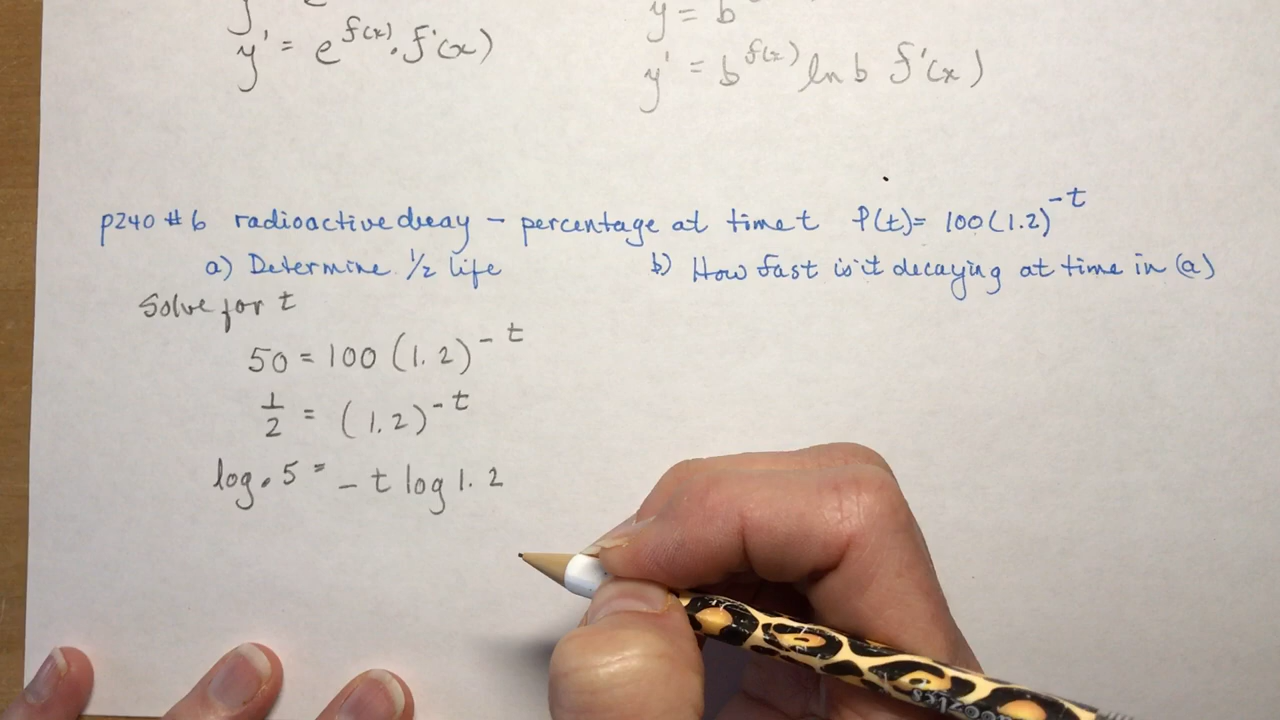 y' = e^{f(x)} · f'(x)
y = b
y' = b^{f(x)} ln b f'(x)
p240 # 6 radioactive decay - percentage at time t P(t) = 100(1.2)^{-t}
a) Determine 1/2 life
b) How fast is it decaying at time in (a)
Solve for t
50 = 100 (1.2)^{-t}
1/2 = (1.2)^{-t}
log .5 = -t log 1.2